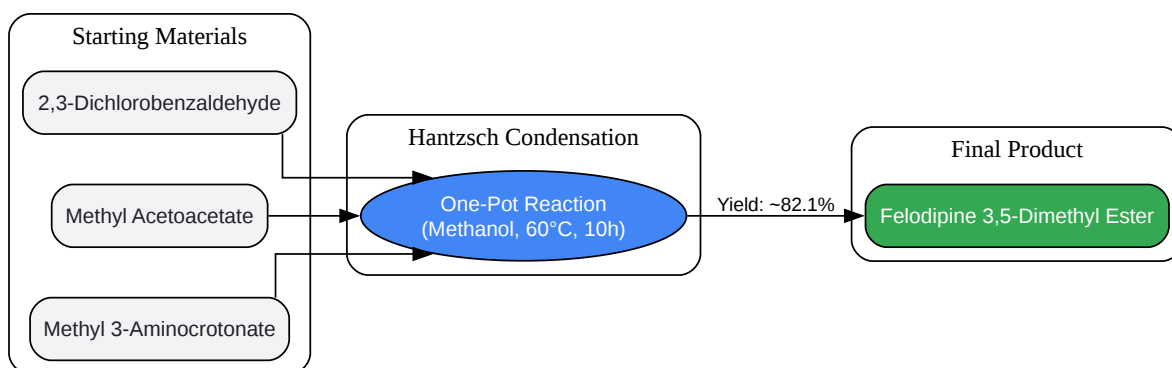 Starting Materials
2,3-Dichlorobenzaldehyde
Methyl Acetoacetate
Methyl 3-Aminocrotonate
Hantzsch Condensation
One-Pot Reaction
(Methanol, 60°C, 10h)
Yield: ~82.1%
Final Product
Felodipine 3,5-Dimethyl Ester